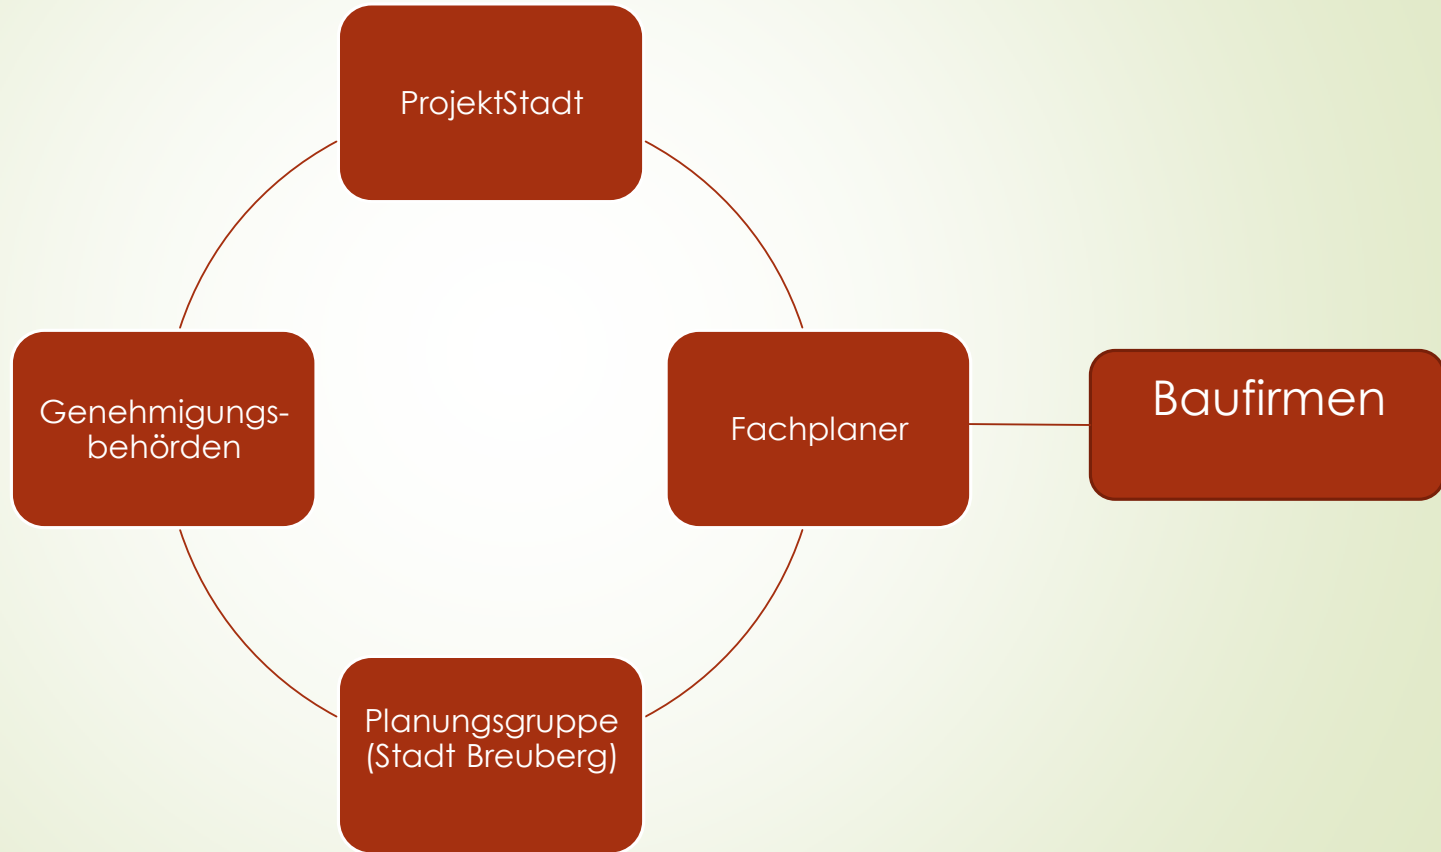 ProjektStadt
Genehmigungs-
behörden
Fachplaner
Baufirmen
Planungsgruppe
(Stadt Breuberg)